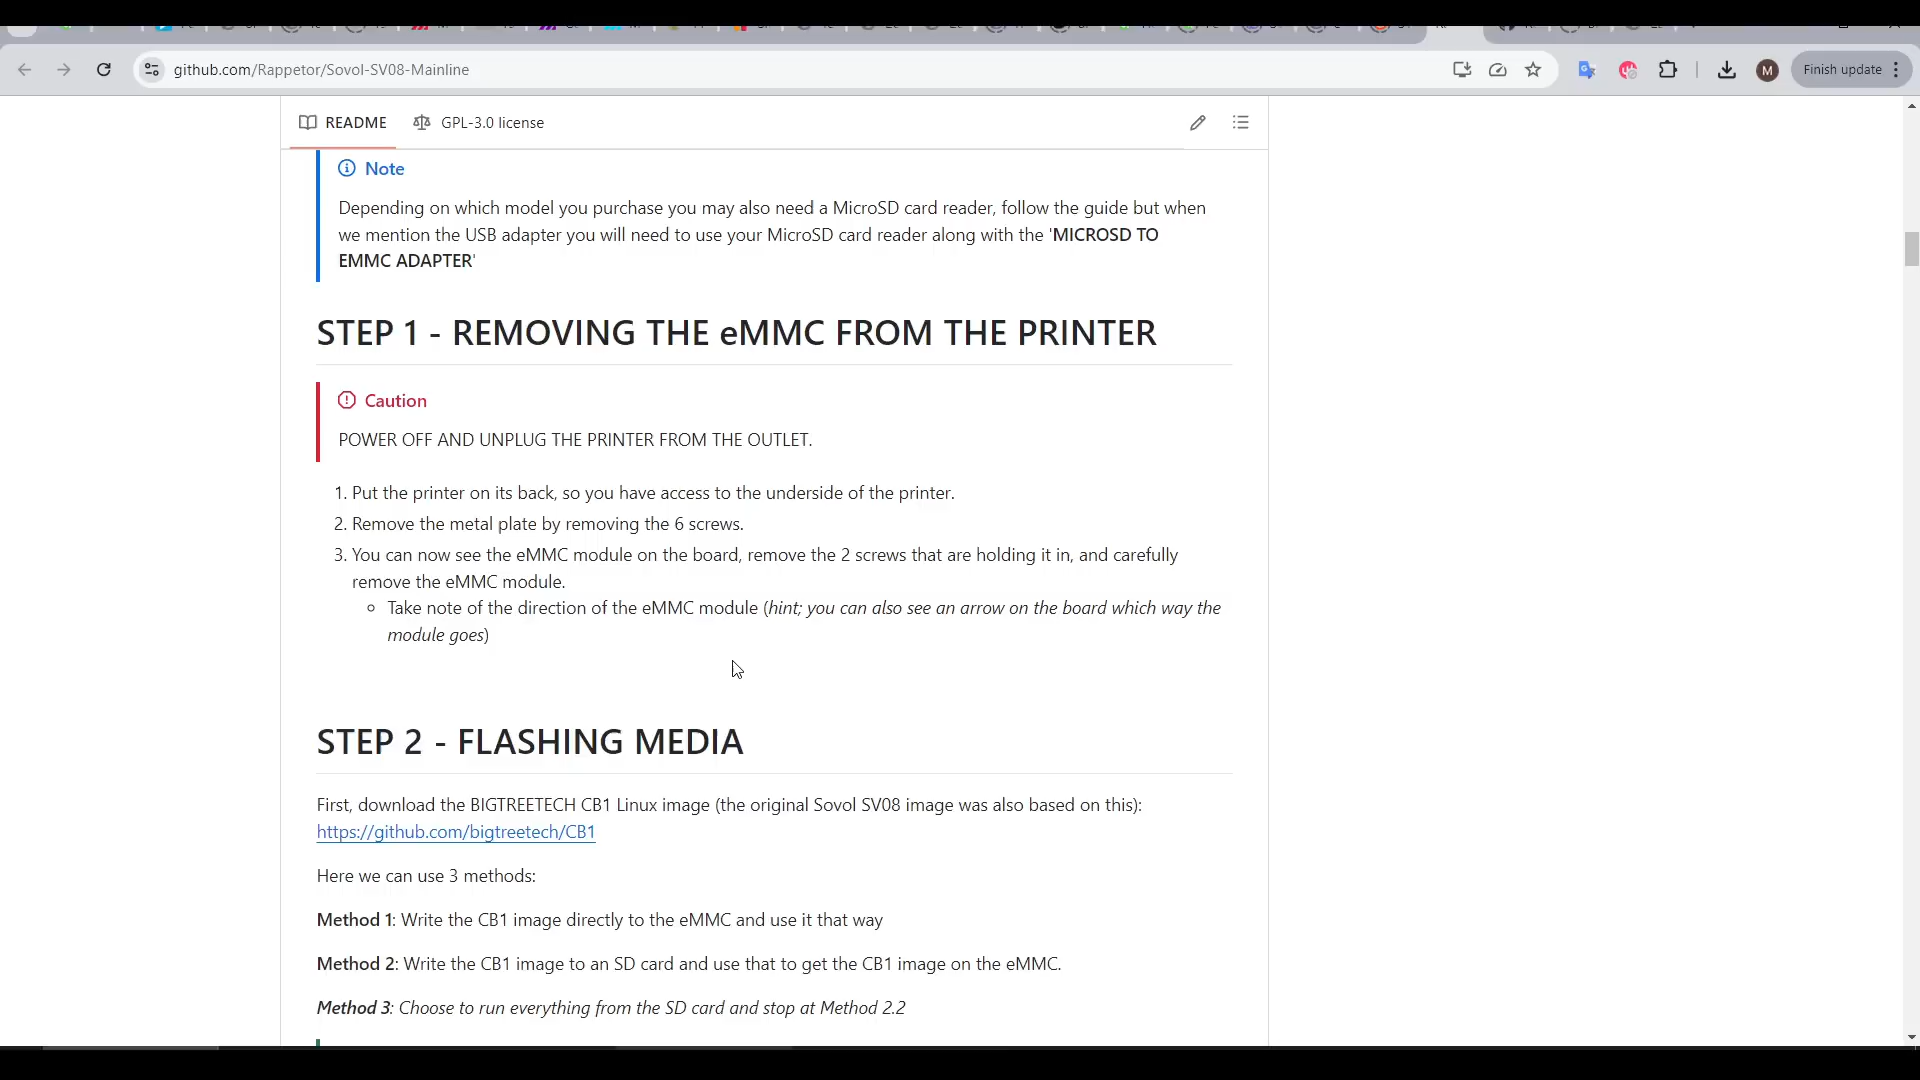 github.com/Rappetor/Sovol-SV08-Mainline
M
Finish update
README
GPL-3.0 license
Note
Depending on which model you purchase you may also need a MicroSD card reader, follow the guide but when
we mention the USB adapter you will need to use your MicroSD card reader along with the 'MICROSD TO
EMMC ADAPTER'
STEP 1 - REMOVING THE eMMC FROM THE PRINTER
Caution
POWER OFF AND UNPLUG THE PRINTER FROM THE OUTLET.
1. Put the printer on its back, so you have access to the underside of the printer.
2. Remove the metal plate by removing the 6 screws.
3. You can now see the eMMC module on the board, remove the 2 screws that are holding it in, and carefully
remove the eMMC module.
Take note of the direction of the eMMC module (hint; you can also see an arrow on the board which way the
module goes)
STEP 2 - FLASHING MEDIA
First, download the BIGTREETECH CB1 Linux image (the original Sovol SV08 image was also based on this):
https://github.com/bigtreetech/CB1
Here we can use 3 methods:
Method 1: Write the CB1 image directly to the eMMC and use it that way
Method 2: Write the CB1 image to an SD card and use that to get the CB1 image on the eMMC.
Method 3: Choose to run everything from the SD card and stop at Method 2.2